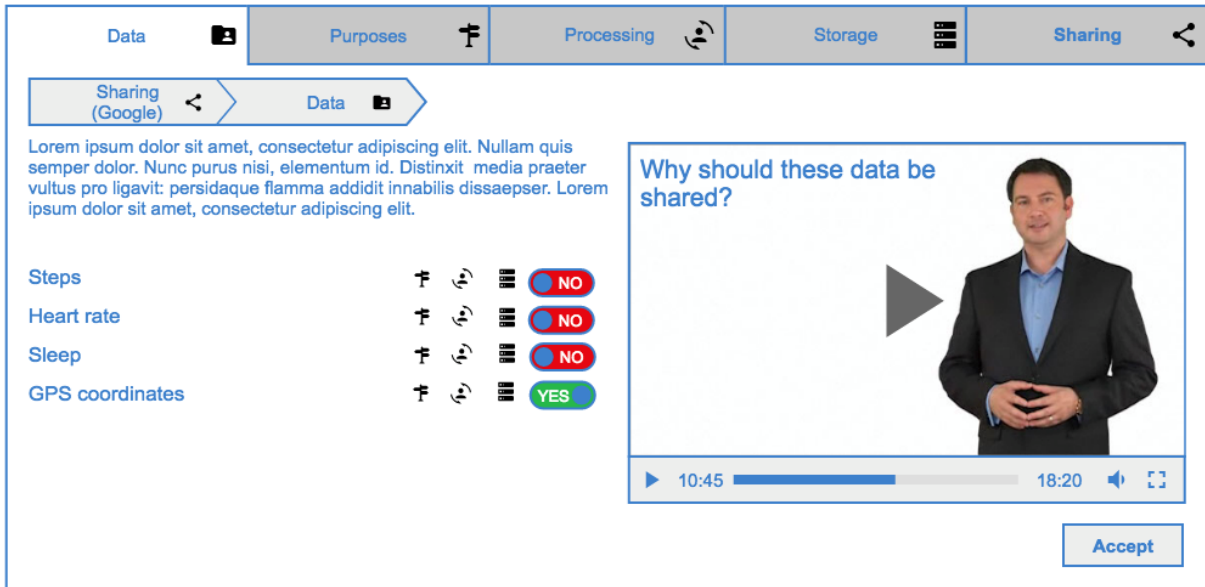 Data
Purposes
Processing
Storage
Sharing
Sharing
(Google)
Data
Lorem ipsum dolor sit amet, consectetur adipiscing elit. Nullam quis
semper dolor. Nunc purus nisi, elementum id. Distinxit  media praeter
vultus pro ligavit: persidaque flamma addidit innabilis dissaepser. Lorem
ipsum dolor sit amet, consectetur adipiscing elit.
Why should these data be
shared?
Steps NO
Heart rate NO
Sleep NO
GPS coordinates YES
10:45 18:20
Accept